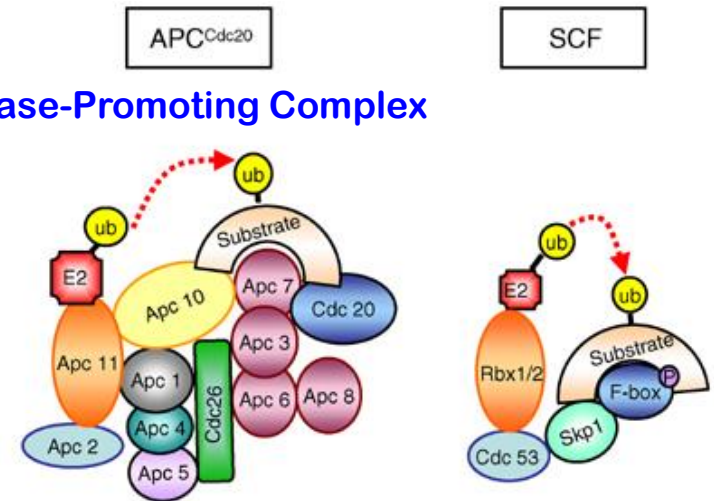 APCCdc20
SCF
ase-Promoting Complex
ub
ub
Substrate
E2
Apc 10
Apc 7
Cdc 20
Apc 11
Apc 3
Apc 1
Cdc26
Apc 6
Apc 8
Apc 4
Apc 2
Apc 5
ub
E2
ub
Substrate
Rbx1/2
P
F-box
Skp1
Cdc 53